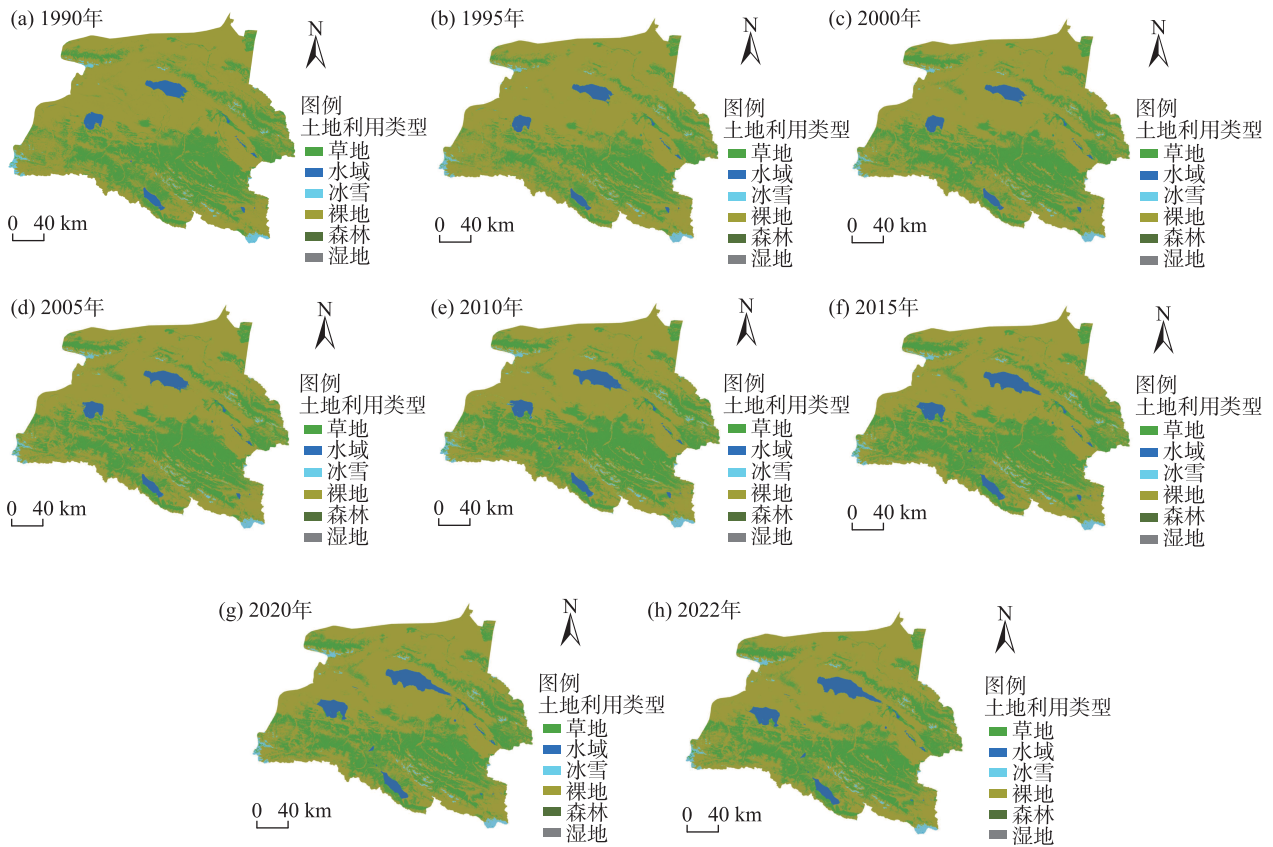 (a) 1990年
N
图例
土地利用类型
草地
水域
冰雪
裸地
森林
湿地
0 40 km
(b) 1995年
N
图例
土地利用类型
草地
水域
冰雪
裸地
森林
湿地
0 40 km
(c) 2000年
N
图例
土地利用类型
草地
水域
冰雪
裸地
森林
湿地
0 40 km
(d) 2005年
N
图例
土地利用类型
草地
水域
冰雪
裸地
森林
湿地
0 40 km
(e) 2010年
N
图例
土地利用类型
草地
水域
冰雪
裸地
森林
湿地
0 40 km
(f) 2015年
N
图例
土地利用类型
草地
水域
冰雪
裸地
森林
湿地
0 40 km
(g) 2020年
N
图例
土地利用类型
草地
水域
冰雪
裸地
森林
湿地
0 40 km
(h) 2022年
N
图例
土地利用类型
草地
水域
冰雪
裸地
森林
湿地
0 40 km